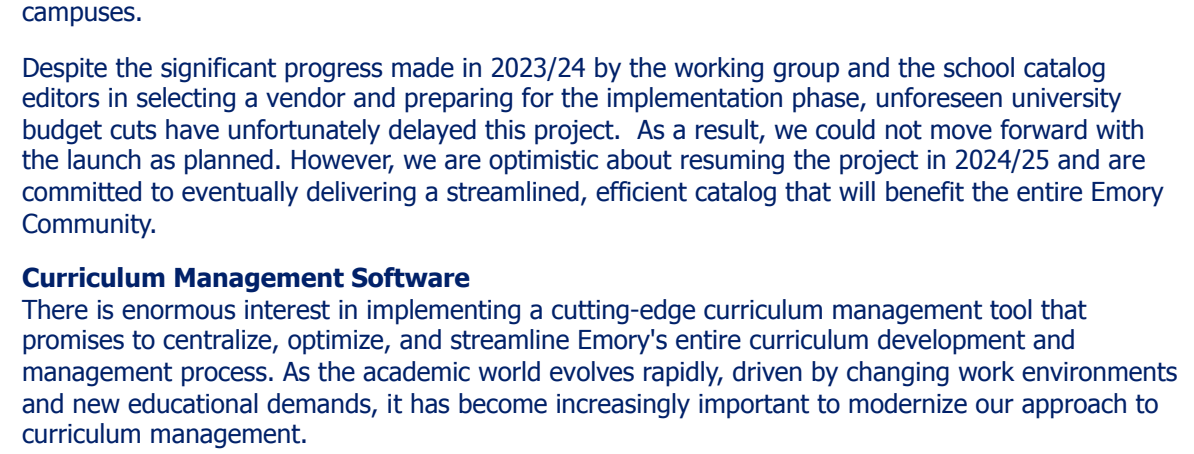 campuses.
Despite the significant progress made in 2023/24 by the working group and the school catalog
editors in selecting a vendor and preparing for the implementation phase, unforeseen university
budget cuts have unfortunately delayed this project.  As a result, we could not move forward with
the launch as planned. However, we are optimistic about resuming the project in 2024/25 and are
committed to eventually delivering a streamlined, efficient catalog that will benefit the entire Emory
Community.
Curriculum Management Software
There is enormous interest in implementing a cutting-edge curriculum management tool that
promises to centralize, optimize, and streamline Emory's entire curriculum development and
management process. As the academic world evolves rapidly, driven by changing work environments
and new educational demands, it has become increasingly important to modernize our approach to
curriculum management.